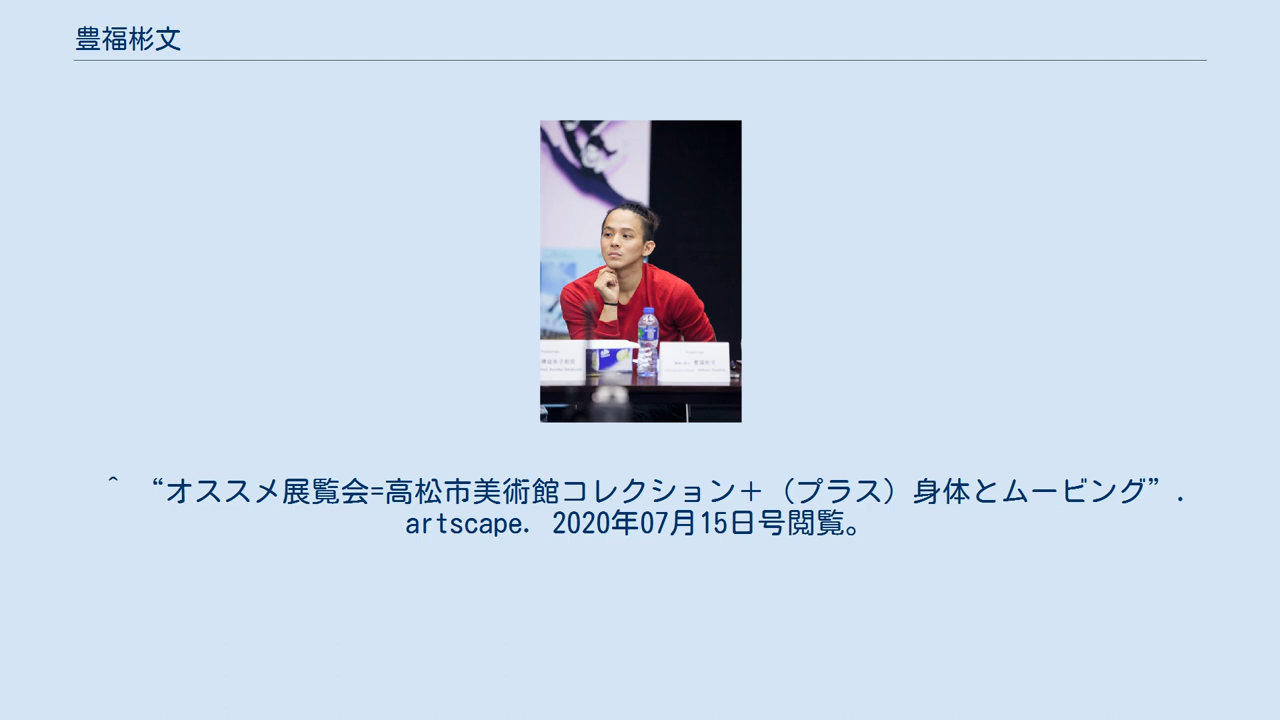 豊福彬文
^ “オススメ展覧会=高松市美術館コレクション＋（プラス）身体とムービング”.
artscape. 2020年07月15日号閲覧。